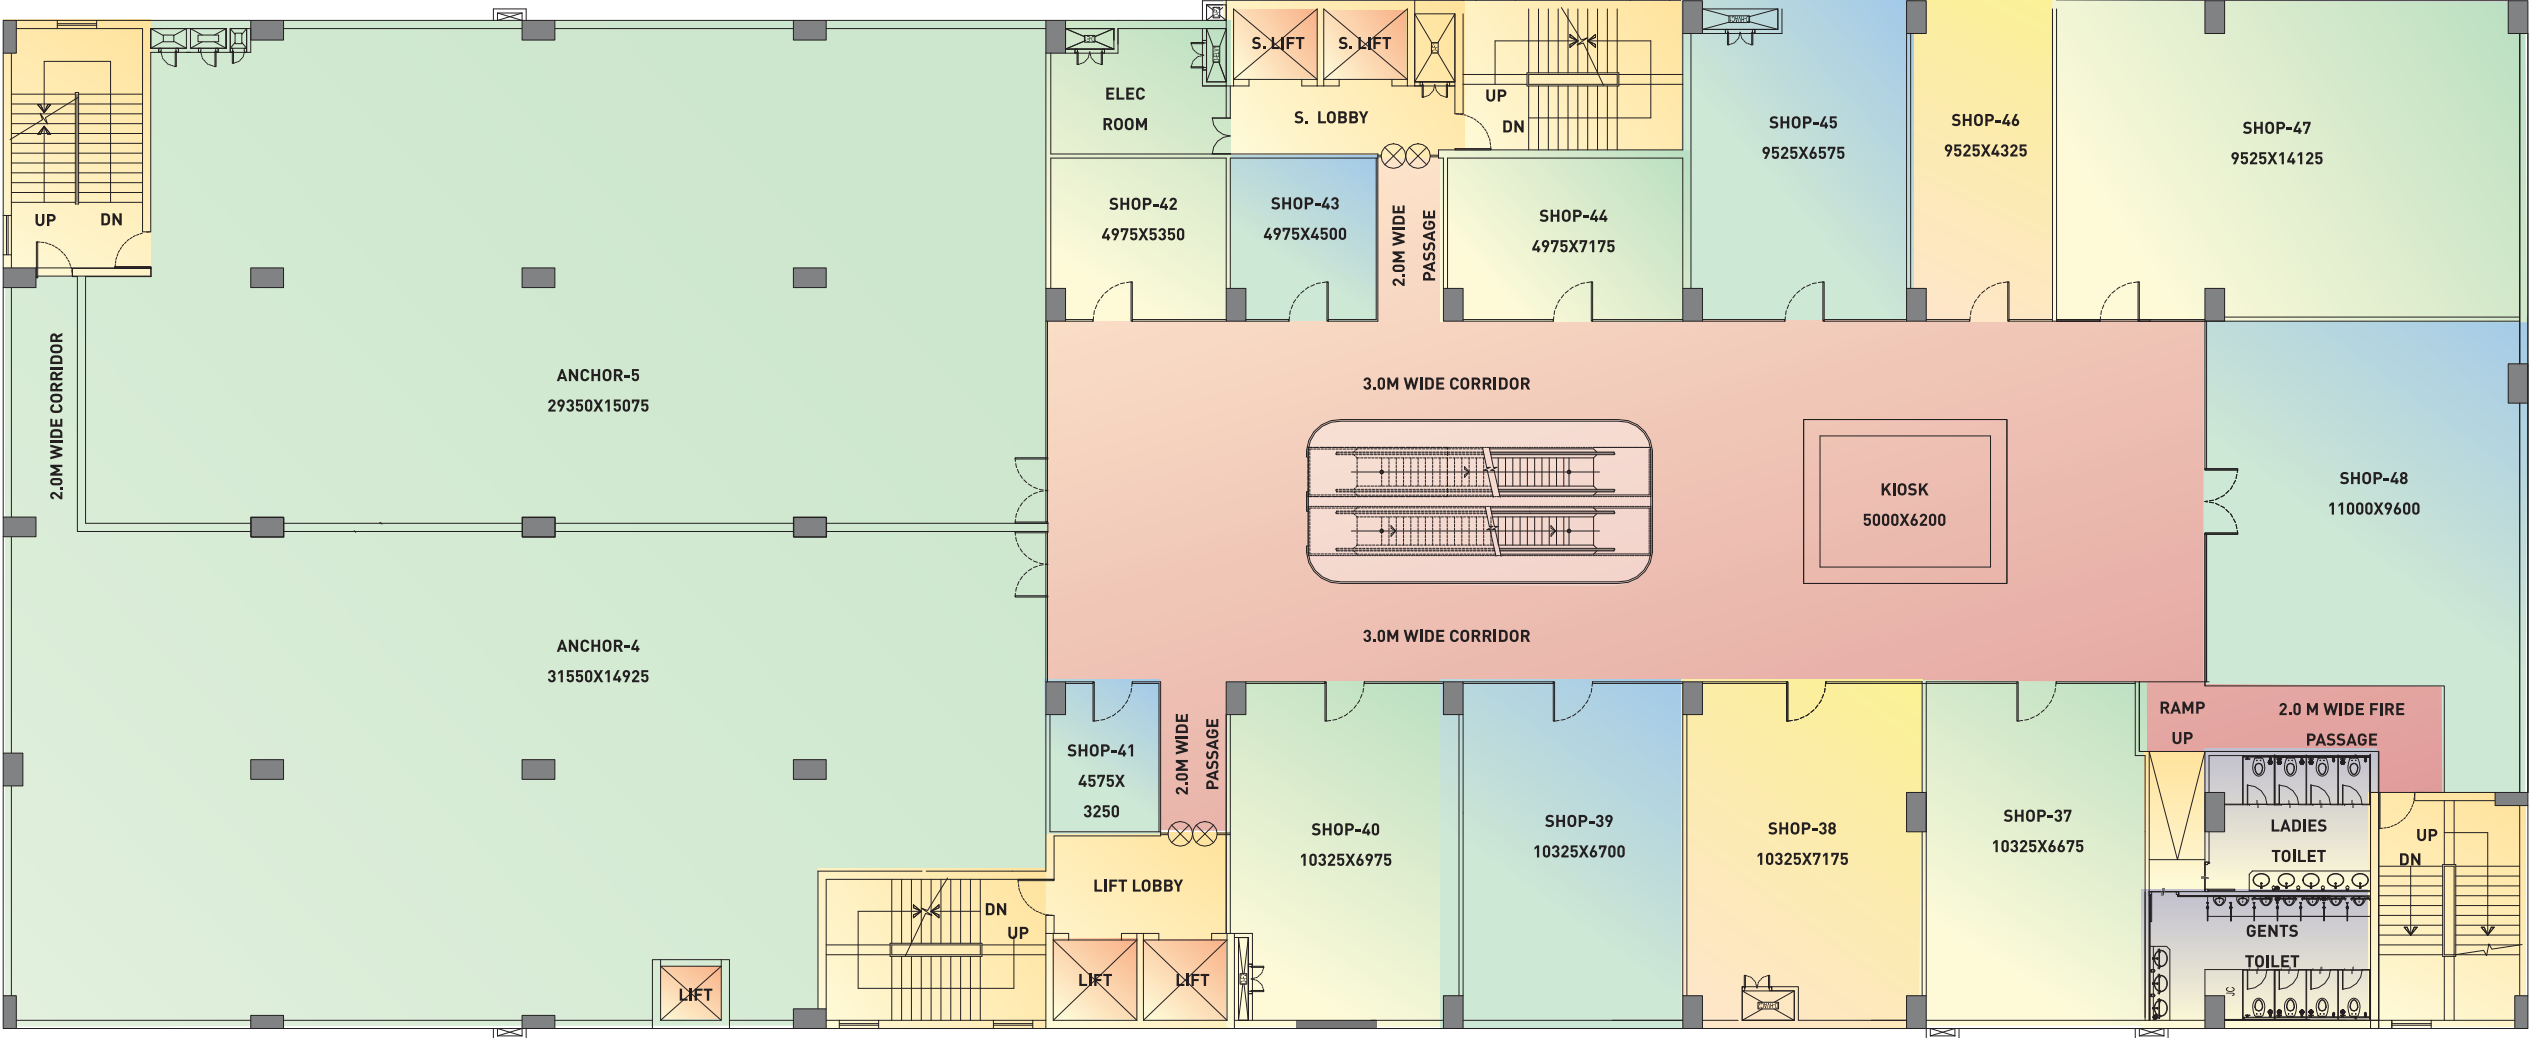 S. LIFT
S. LIFT
ELEC
ROOM
S. LOBBY
UP
DN
SHOP-45
9525X6575
SHOP-46
9525X4325
SHOP-47
9525X14125
UP
DN
SHOP-42
4975X5350
SHOP-43
4975X4500
2.0M WIDE
PASSAGE
SHOP-44
4975X7175
2.0M WIDE CORRIDOR
ANCHOR-5
29350X15075
3.0M WIDE CORRIDOR
KIOSK
5000X6200
SHOP-48
11000X9600
ANCHOR-4
31550X14925
3.0M WIDE CORRIDOR
SHOP-41
4575X
3250
2.0M WIDE
PASSAGE
RAMP
UP
2.0 M WIDE FIRE
PASSAGE
SHOP-40
10325X6975
SHOP-39
10325X6700
SHOP-38
10325X7175
SHOP-37
10325X6675
LADIES
TOILET
UP
DN
LIFT LOBBY
DN
UP
GENTS
TOILET
LIFT
LIFT
LIFT
JC